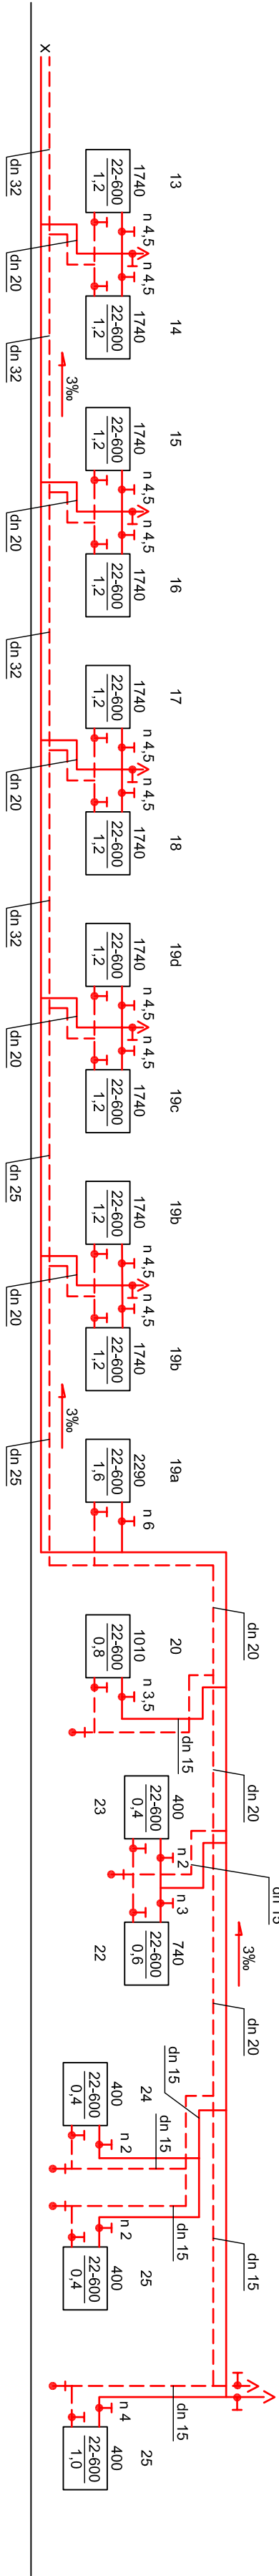 x
dn 32
13
1740
22-600
1,2
n 4,5
dn 20
n 4,5
14
1740
22-600
1,2
dn 32
3‰
15
1740
22-600
1,2
n 4,5
dn 20
n 4,5
16
1740
22-600
1,2
dn 32
17
1740
22-600
1,2
n 4,5
dn 20
n 4,5
18
1740
22-600
1,2
dn 32
19d
1740
22-600
1,2
n 4,5
dn 20
n 4,5
19c
1740
22-600
1,2
dn 25
19b
1740
22-600
1,2
n 4,5
dn 20
n 4,5
19b
1740
22-600
1,2
3‰
dn 25
19a
2290
22-600
1,6
n 6
dn 20
20
1010
22-600
0,8
n 3,5
dn 15
dn 20
23
400
22-600
0,4
n 2
dn 15
n 3
22
740
22-600
0,6
3‰
dn 20
24
400
22-600
0,4
n 2
dn 15
dn 15
dn 15
n 2
25
400
22-600
0,4
dn 15
dn 15
n 4
25
400
22-600
1,0